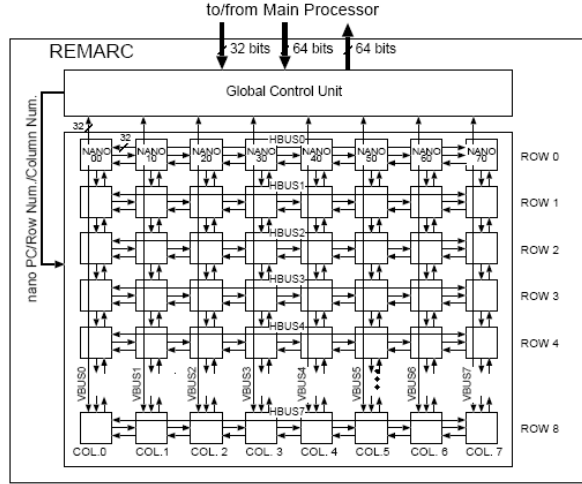 to/from Main Processor
REMARC
32 bits
64 bits
64 bits
Global Control Unit
nano PC/Row Num./Column Num.
32
32
HBUS0
NANO 00
NANO 10
NANO 20
NANO 30
NANO 40
NANO 50
NANO 60
NANO 70
ROW 0
HBUS1
ROW 1
HBUS2
ROW 2
HBUS3
ROW 3
HBUS4
ROW 4
VBUS0
VBUS1
VBUS2
VBUS3
VBUS4
VBUS5
VBUS6
VBUS7
HBUS7
ROW 8
COL.0
COL.1
COL. 2
COL. 3
COL. 4
COL.5
COL. 6
COL. 7